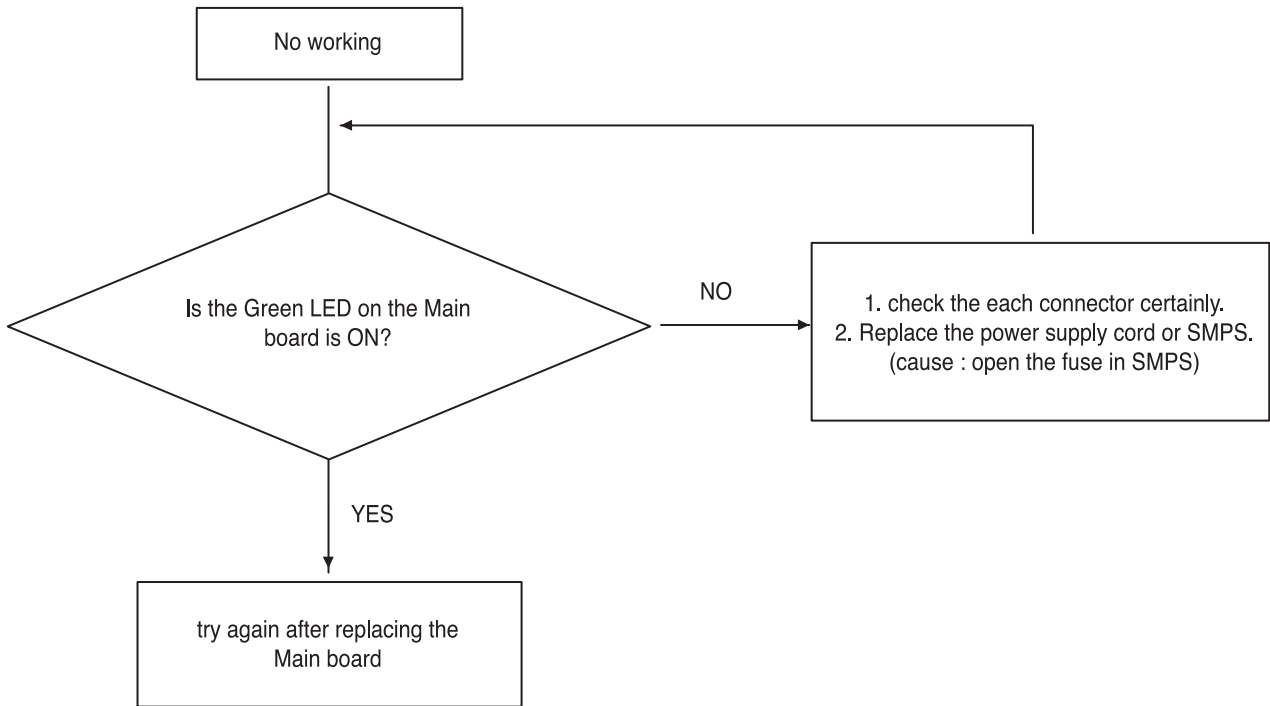 No working
Is the Green LED on the Main
board is ON?
NO
1. check the each connector certainly.
2. Replace the power supply cord or SMPS.
(cause : open the fuse in SMPS)
YES
try again after replacing the
Main board